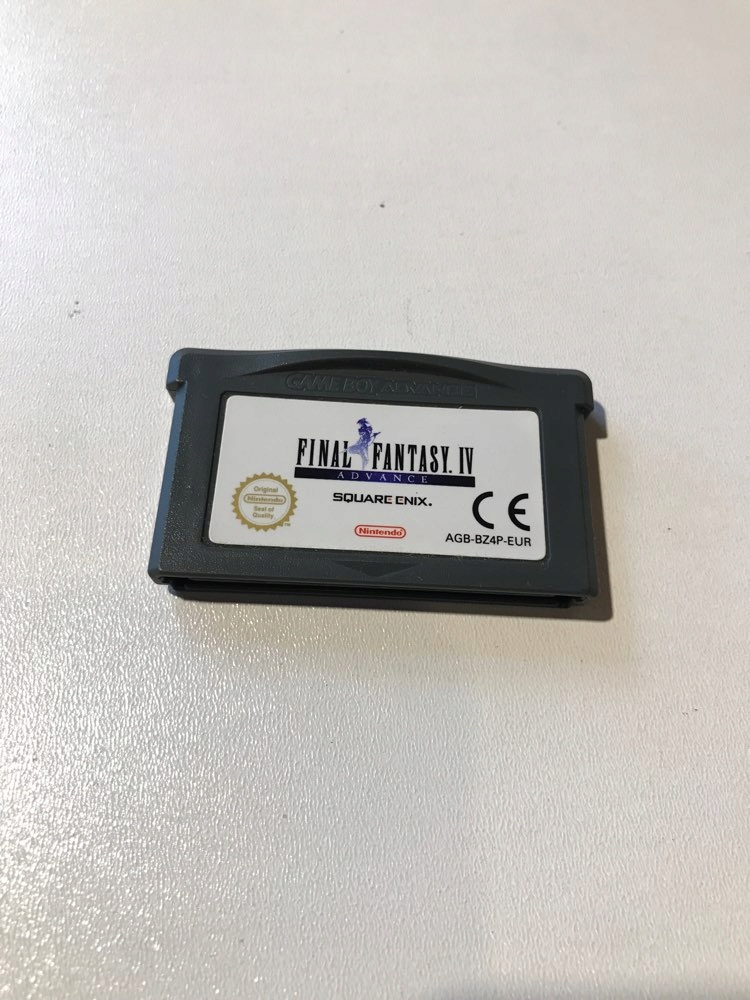 GAME BOY ADVANCE
FINAL FANTASY. IV
ADVANCE
SQUARE ENIX.
Original
Nintendo
Seal of
Quality
CE
Nintendo
AGB-BZ4P-EUR